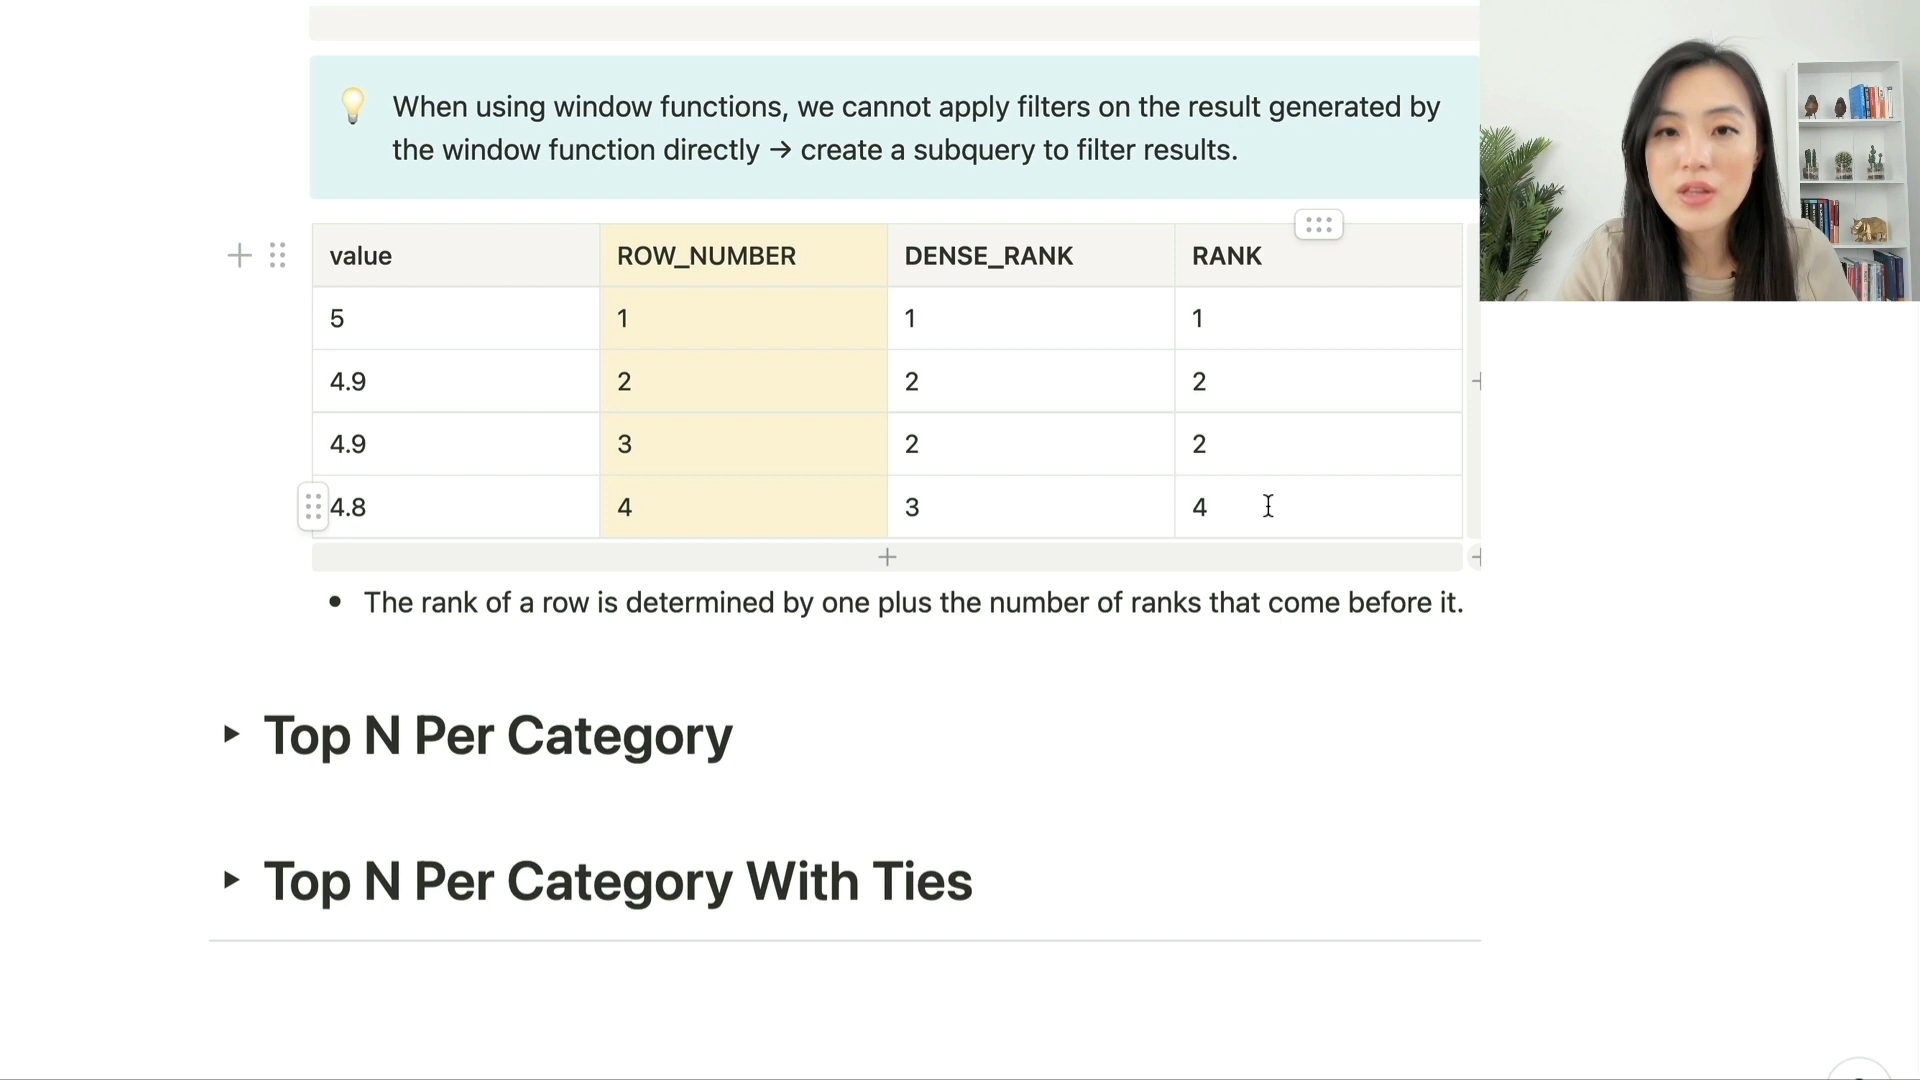 When using window functions, we cannot apply filters on the result generated by
the window function directly → create a subquery to filter results.
value ROW_NUMBER DENSE_RANK RANK
5 1 1 1
4.9 2 2 2
4.9 3 2 2
4.8 4 3 4
The rank of a row is determined by one plus the number of ranks that come before it.
Top N Per Category
Top N Per Category With Ties